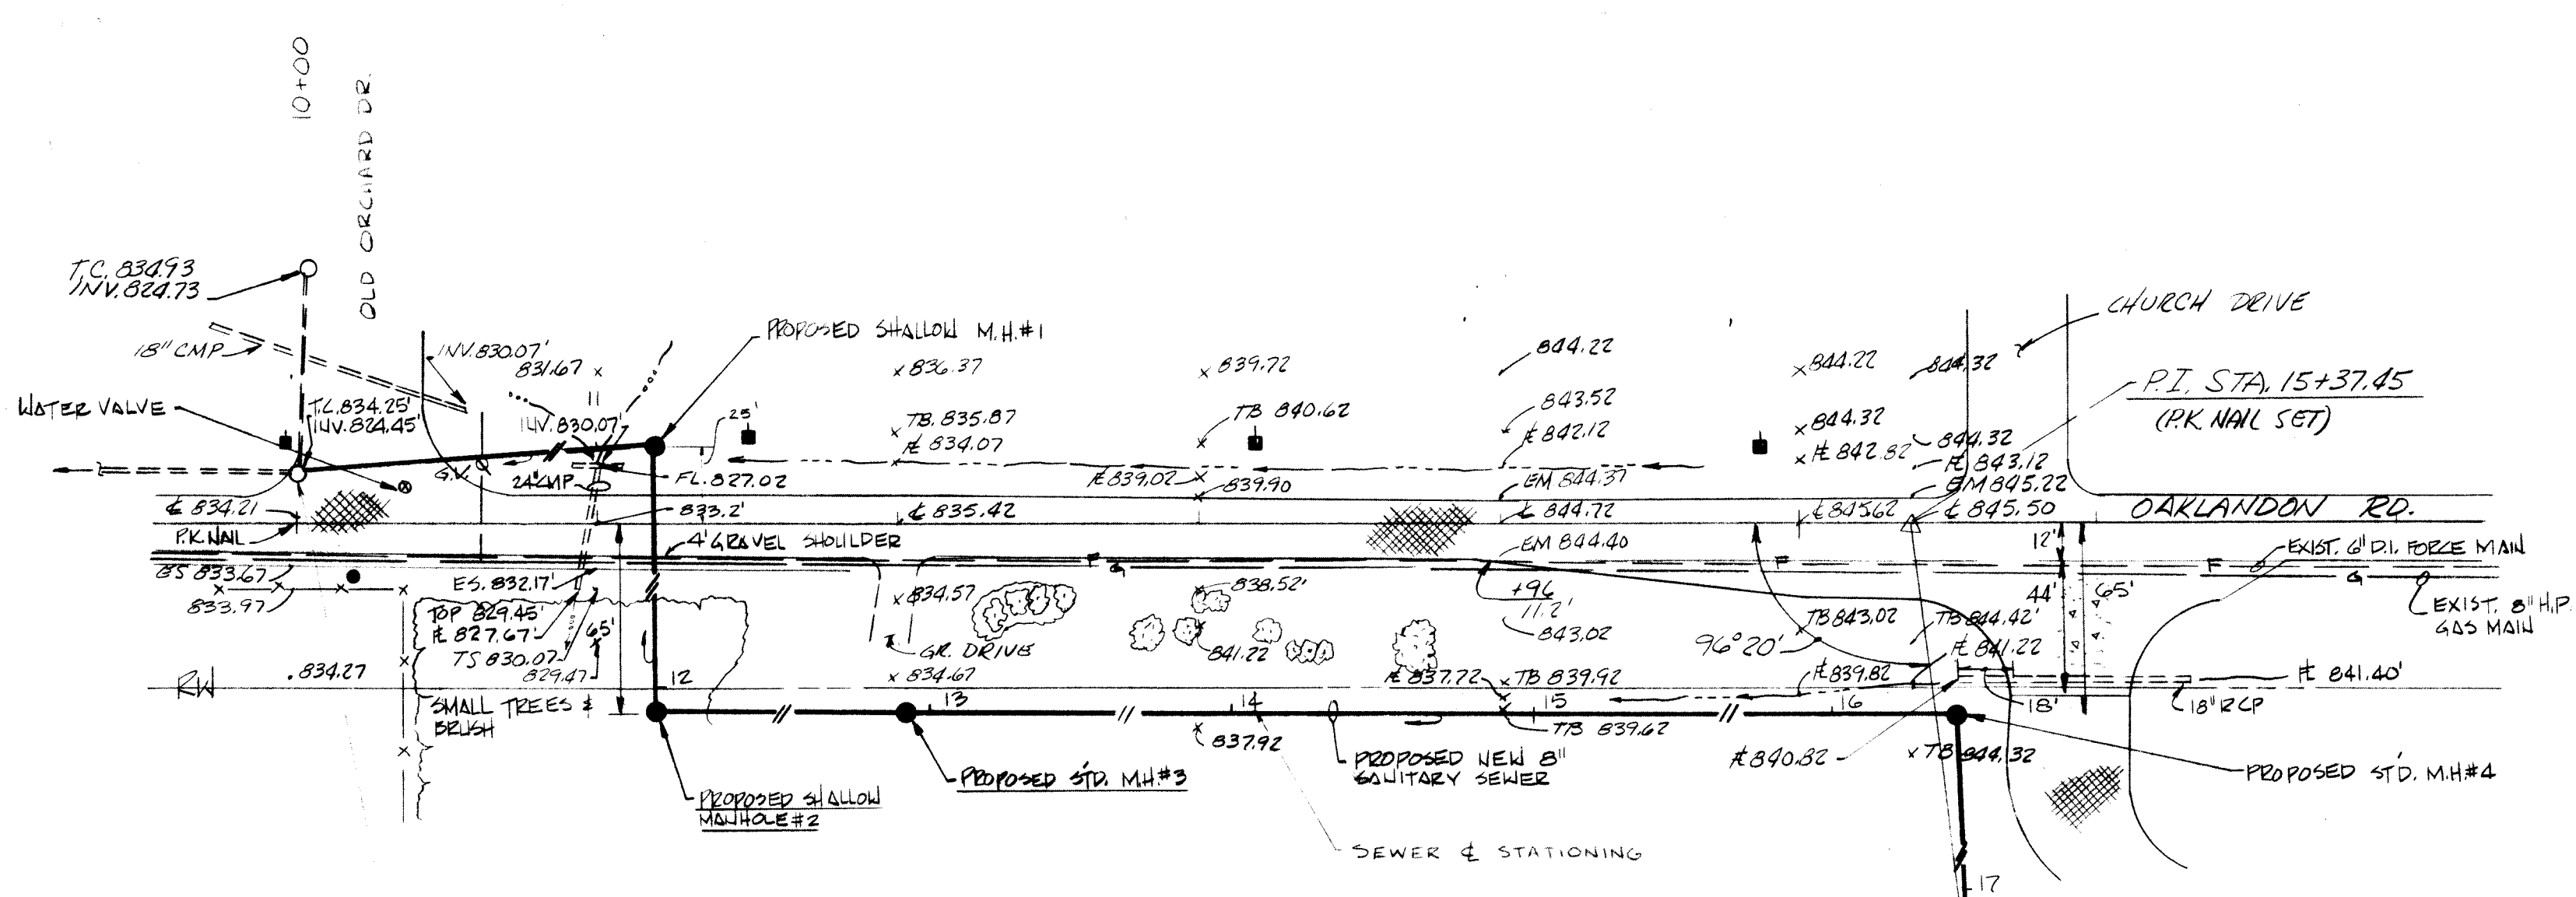 10+00
OLD ORCHARD DR.
T.C. 834.93
INV. 824.73
18" CMP
WATER VALVE
INV. 830.07'
831.67
11
T.C. 834.25'
INV. 824.45'
INV. 830.07'
PROPOSED SHALLOW M.H.#1
25'
G.V.
24" CMP
FL. 827.02
833.2'
℄ 834.21
P.K. NAIL
4' GRAVEL SHOULDER
ES 833.67
833.97
ES. 832.17'
TOP 829.45'
℄ 827.67
65'
TS 830.07
829.47
.834.27
R/W
SMALL TREES &
BRUSH
12
836.37
TB. 835.87
℄ 834.07
℄ 835.42
834.57
GR. DRIVE
834.67
13
839.72
TB 840.62
℄ 839.02
839.90
F
G
838.52'
841.22
14
837.92
844.22
843.52
℄ 842.12
EM 844.37
℄ 844.72
EM 844.40
+96
11.2'
843.02
℄ 837.72
TB 839.92
15
TB 839.62
844.22
844.32
℄ 842.82
℄ 845.62
F
TB 843.02
96°20'
℄ 839.82
16
℄ 840.82
844.32
844.32
℄ 843.12
EM 845.22
℄ 845.50
TB 844.42'
℄ 841.22
TB 844.32
CHURCH DRIVE
P.I. STA. 15+37.45
(P.K. NAIL SET)
OAKLANDON RD.
12'
44'
65'
18'
EXIST. 6" D.I. FORCE MAIN
F
G
EXIST. 8" H.P.
GAS MAIN
℄ 841.40'
18" RCP
PROPOSED SHALLOW
MANHOLE #2
PROPOSED STD. M.H.#3
PROPOSED NEW 8"
SANITARY SEWER
PROPOSED STD. M.H.#4
SEWER ℄ STATIONING
17